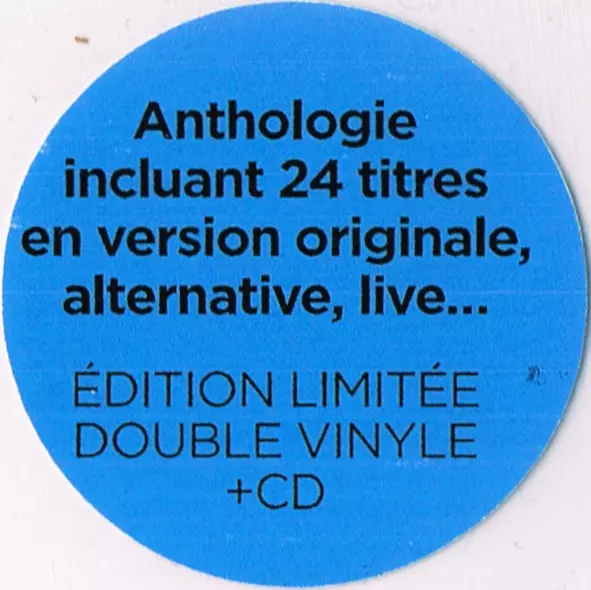 Anthologie
incluant 24 titres
en version originale,
alternative, live...
ÉDITION LIMITÉE
DOUBLE VINYLE
+CD